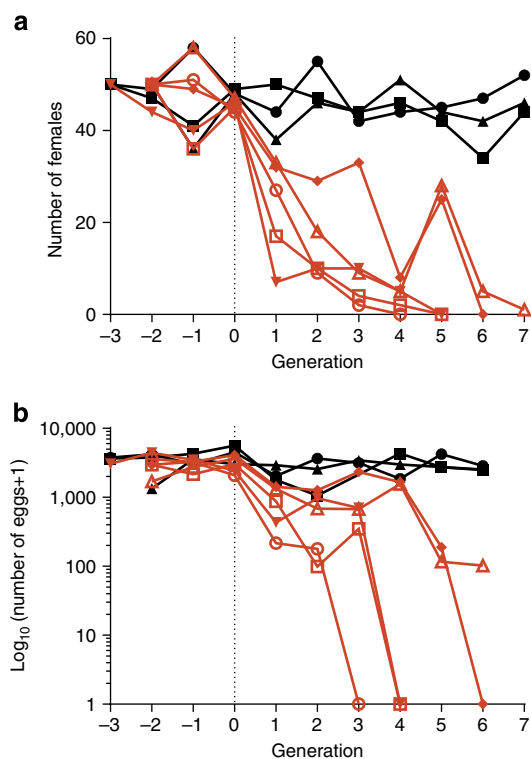 a
Number of females
60
40
20
0
–3 –2 –1 0 1 2 3 4 5 6 7
Generation
b
Log10 (number of eggs+1)
10,000
1,000
100
10
1
–3 –2 –1 0 1 2 3 4 5 6 7
Generation